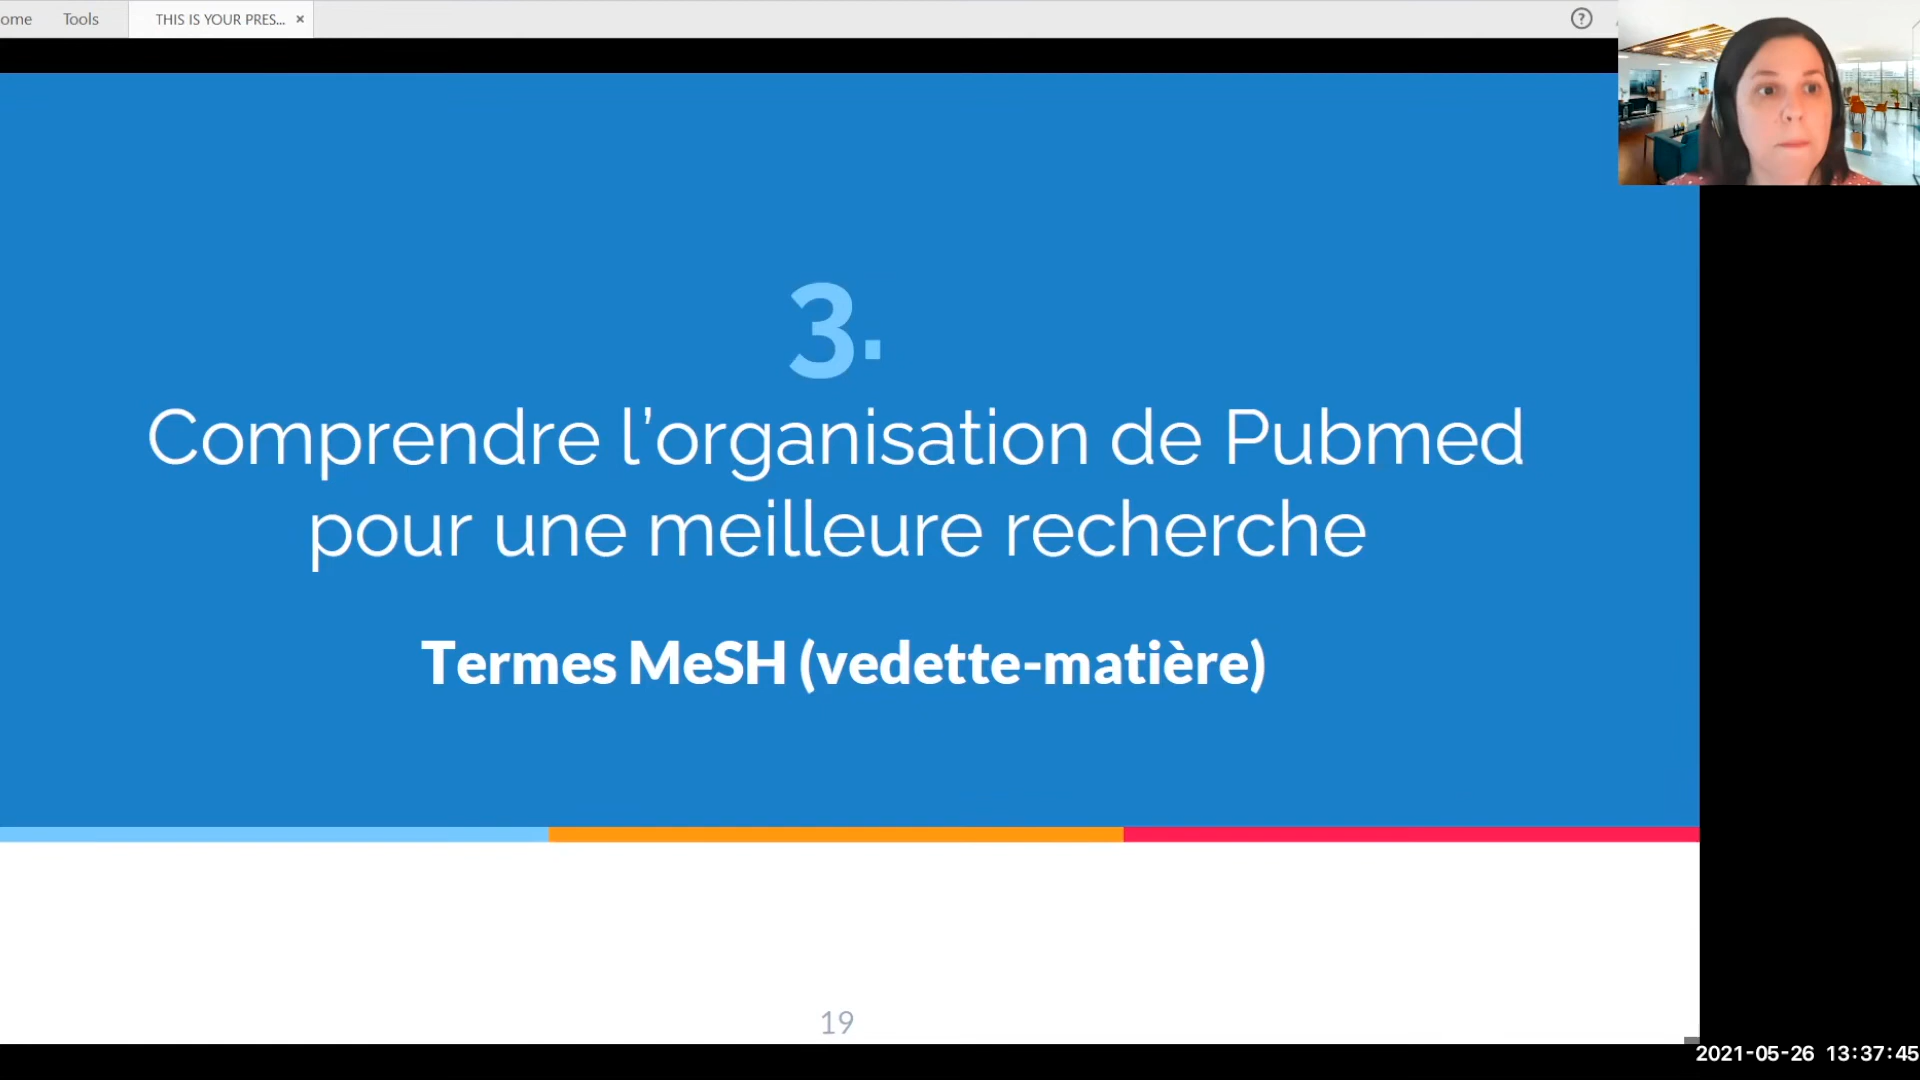 ome Tools THIS IS YOUR PRES... ×
?
3.
Comprendre l’organisation de Pubmed
pour une meilleure recherche
Termes MeSH (vedette-matière)
19
2021-05-26 13:37:45